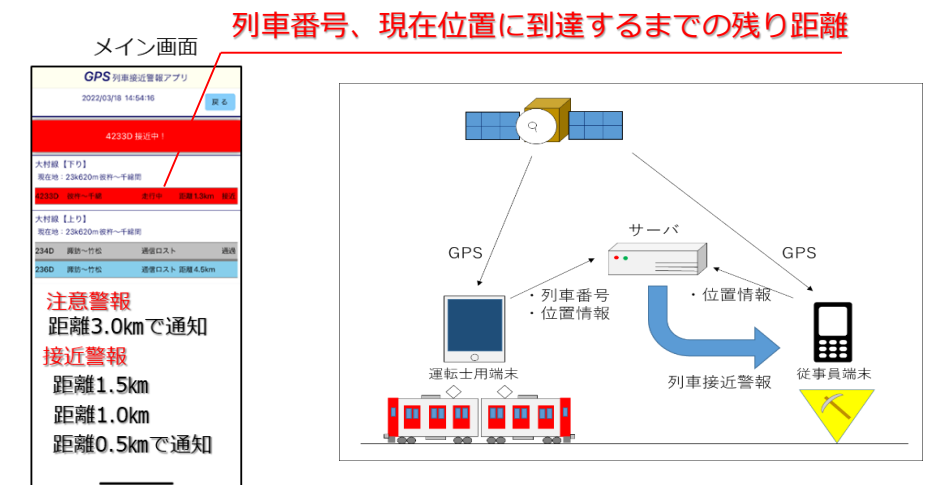 列車番号、現在位置に到達するまでの残り距離
メイン画面
GPS 列車接近警報アプリ
2022/03/18 14:54:16
戻る
4233D 接近中！
大村線【下り】
現在地：23k620m 彼杵～千綿間
4233D 彼杵～千綿 走行中 距離1.3km 接近
大村線【上り】
現在地：23k620m 彼杵～千綿間
234D 諏訪～竹松 通信ロスト 通過
236D 諏訪～竹松 通信ロスト 距離4.5km
注意警報
距離3.0kmで通知
接近警報
距離1.5km
距離1.0km
距離0.5kmで通知
サーバ
GPS
GPS
・列車番号
・位置情報
・位置情報
運転士用端末
列車接近警報
従事員端末